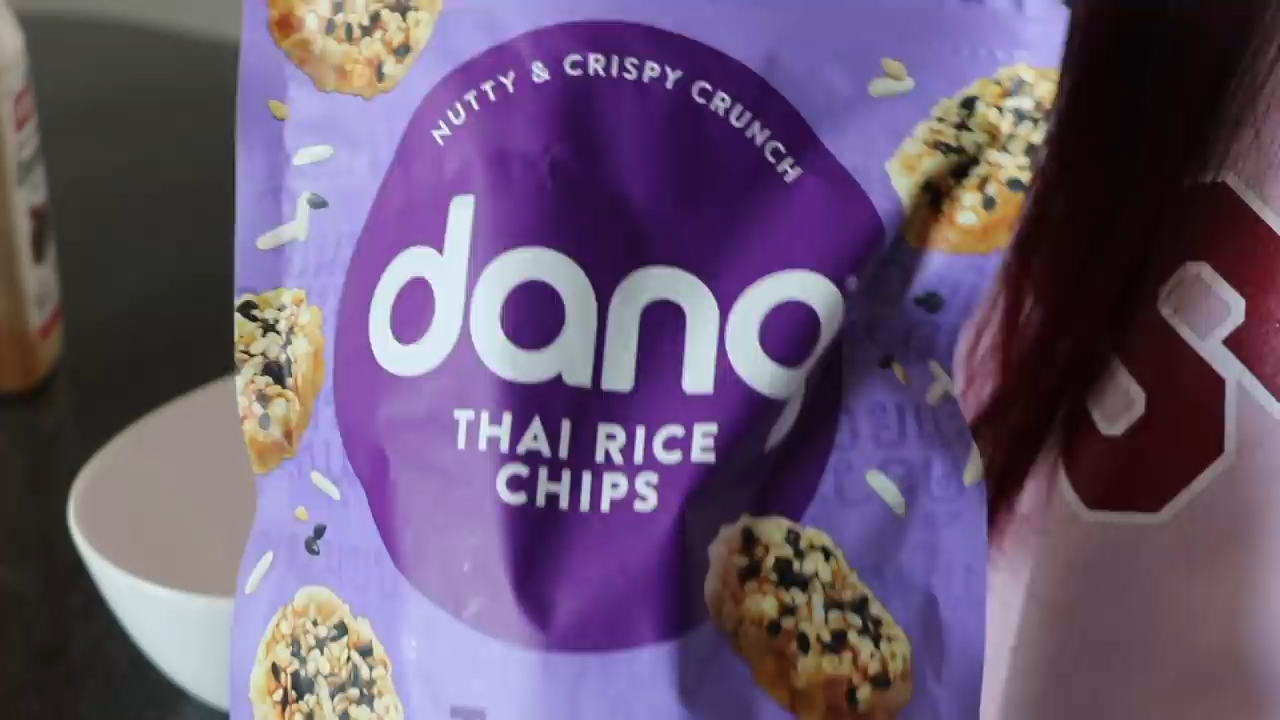 NUTTY & CRISPY CRUNCH
dang
THAI RICE
CHIPS
S